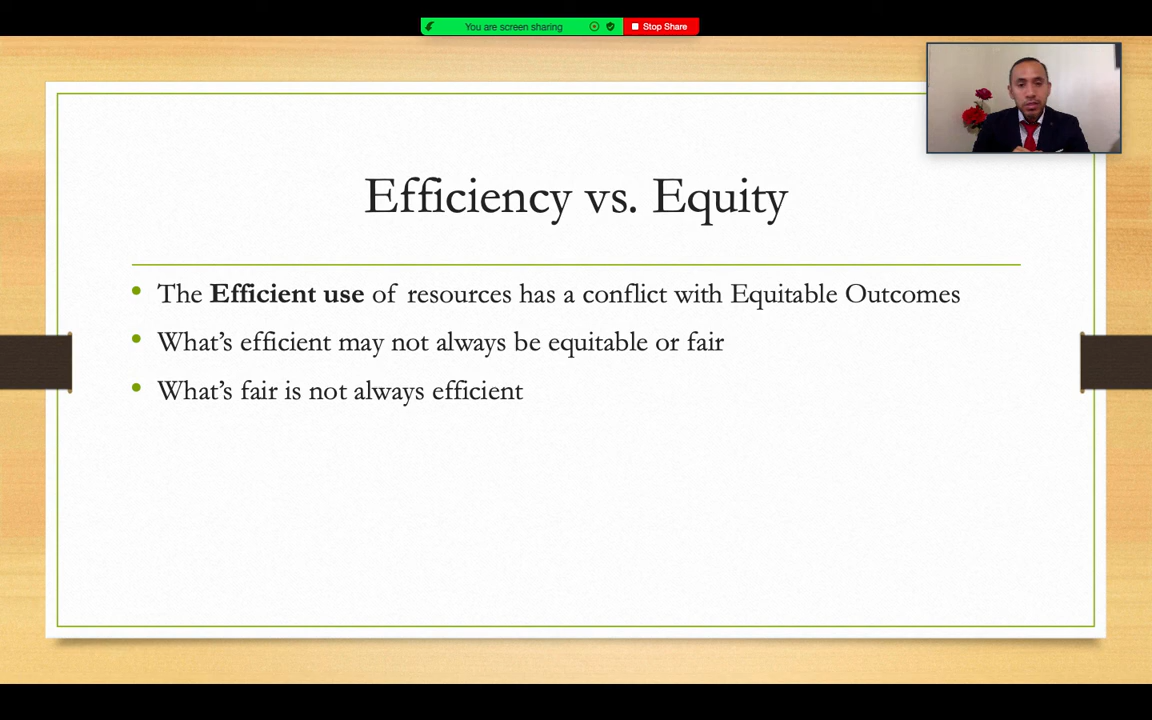 You are screen sharing
Stop Share
Efficiency vs. Equity
The Efficient use of resources has a conflict with Equitable Outcomes
What's efficient may not always be equitable or fair
What's fair is not always efficient